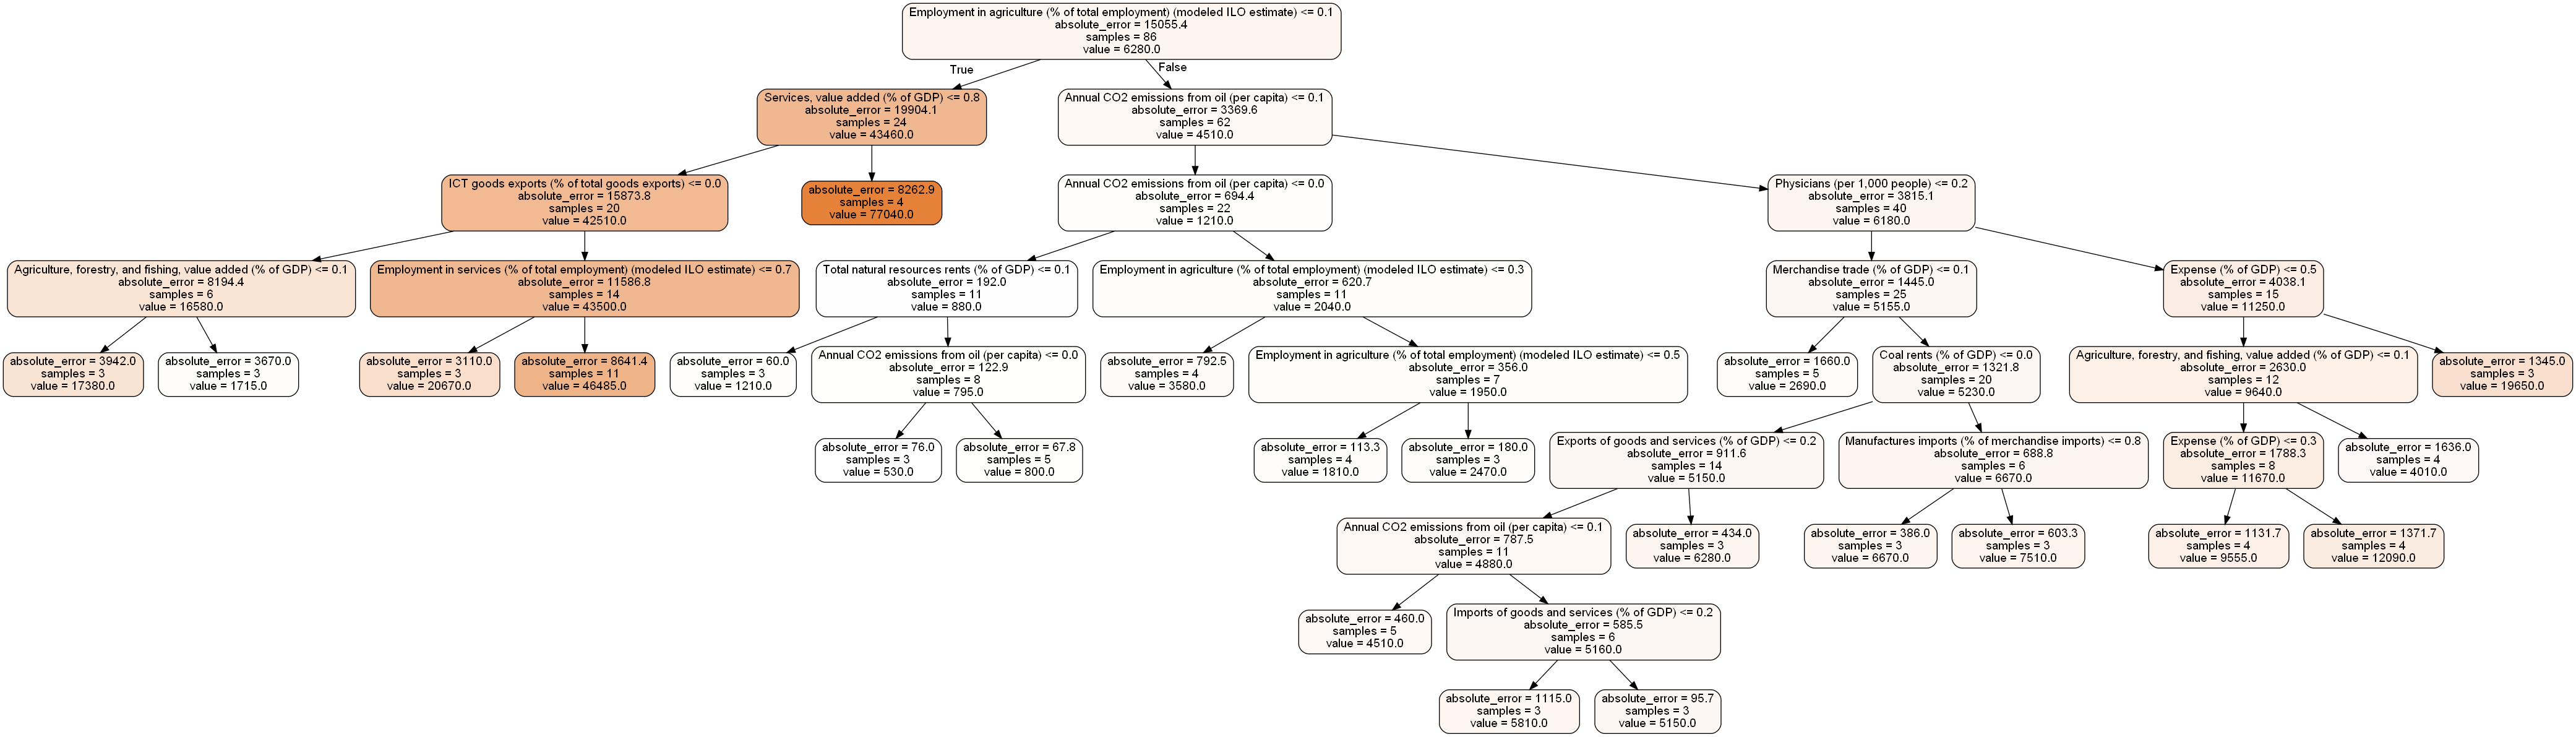 Employment in agriculture (% of total employment) (modeled ILO estimate) <= 0.1
absolute_error = 15055.4
samples = 86
value = 6280.0
True
False
Services, value added (% of GDP) <= 0.8
absolute_error = 19904.1
samples = 24
value = 43460.0
Annual CO2 emissions from oil (per capita) <= 0.1
absolute_error = 3369.6
samples = 62
value = 4510.0
ICT goods exports (% of total goods exports) <= 0.0
absolute_error = 15873.8
samples = 20
value = 42510.0
absolute_error = 8262.9
samples = 4
value = 77040.0
Annual CO2 emissions from oil (per capita) <= 0.0
absolute_error = 694.4
samples = 22
value = 1210.0
Physicians (per 1,000 people) <= 0.2
absolute_error = 3815.1
samples = 40
value = 6180.0
Agriculture, forestry, and fishing, value added (% of GDP) <= 0.1
absolute_error = 8194.4
samples = 6
value = 16580.0
Employment in services (% of total employment) (modeled ILO estimate) <= 0.7
absolute_error = 11586.8
samples = 14
value = 43500.0
Total natural resources rents (% of GDP) <= 0.1
absolute_error = 192.0
samples = 11
value = 880.0
Employment in agriculture (% of total employment) (modeled ILO estimate) <= 0.3
absolute_error = 620.7
samples = 11
value = 2040.0
Merchandise trade (% of GDP) <= 0.1
absolute_error = 1445.0
samples = 25
value = 5155.0
Expense (% of GDP) <= 0.5
absolute_error = 4038.1
samples = 15
value = 11250.0
absolute_error = 3942.0
samples = 3
value = 17380.0
absolute_error = 3670.0
samples = 3
value = 1715.0
absolute_error = 3110.0
samples = 3
value = 20670.0
absolute_error = 8641.4
samples = 11
value = 46485.0
absolute_error = 60.0
samples = 3
value = 1210.0
Annual CO2 emissions from oil (per capita) <= 0.0
absolute_error = 122.9
samples = 8
value = 795.0
absolute_error = 792.5
samples = 4
value = 3580.0
Employment in agriculture (% of total employment) (modeled ILO estimate) <= 0.5
absolute_error = 356.0
samples = 7
value = 1950.0
absolute_error = 1660.0
samples = 5
value = 2690.0
Coal rents (% of GDP) <= 0.0
absolute_error = 1321.8
samples = 20
value = 5230.0
Agriculture, forestry, and fishing, value added (% of GDP) <= 0.1
absolute_error = 2630.0
samples = 12
value = 9640.0
absolute_error = 1345.0
samples = 3
value = 19650.0
absolute_error = 76.0
samples = 3
value = 530.0
absolute_error = 67.8
samples = 5
value = 800.0
absolute_error = 113.3
samples = 4
value = 1810.0
absolute_error = 180.0
samples = 3
value = 2470.0
Exports of goods and services (% of GDP) <= 0.2
absolute_error = 911.6
samples = 14
value = 5150.0
Manufactures imports (% of merchandise imports) <= 0.8
absolute_error = 688.8
samples = 6
value = 6670.0
Expense (% of GDP) <= 0.3
absolute_error = 1788.3
samples = 8
value = 11670.0
absolute_error = 1636.0
samples = 4
value = 4010.0
Annual CO2 emissions from oil (per capita) <= 0.1
absolute_error = 787.5
samples = 11
value = 4880.0
absolute_error = 434.0
samples = 3
value = 6280.0
absolute_error = 386.0
samples = 3
value = 6670.0
absolute_error = 603.3
samples = 3
value = 7510.0
absolute_error = 1131.7
samples = 4
value = 9555.0
absolute_error = 1371.7
samples = 4
value = 12090.0
absolute_error = 460.0
samples = 5
value = 4510.0
Imports of goods and services (% of GDP) <= 0.2
absolute_error = 585.5
samples = 6
value = 5160.0
absolute_error = 1115.0
samples = 3
value = 5810.0
absolute_error = 95.7
samples = 3
value = 5150.0